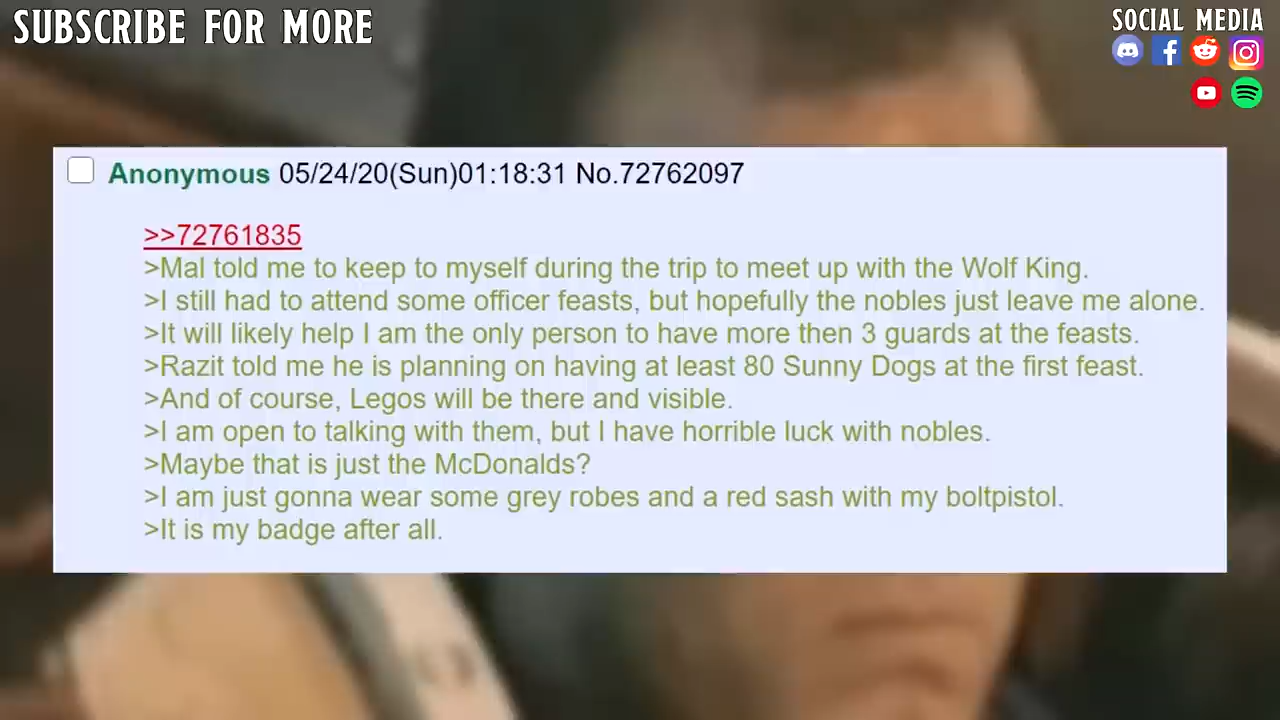 SUBSCRIBE FOR MORE
SOCIAL MEDIA
Anonymous 05/24/20(Sun)01:18:31 No.72762097
>>72761835
>Mal told me to keep to myself during the trip to meet up with the Wolf King.
>I still had to attend some officer feasts, but hopefully the nobles just leave me alone.
>It will likely help I am the only person to have more then 3 guards at the feasts.
>Razit told me he is planning on having at least 80 Sunny Dogs at the first feast.
>And of course, Legos will be there and visible.
>I am open to talking with them, but I have horrible luck with nobles.
>Maybe that is just the McDonalds?
>I am just gonna wear some grey robes and a red sash with my boltpistol.
>It is my badge after all.